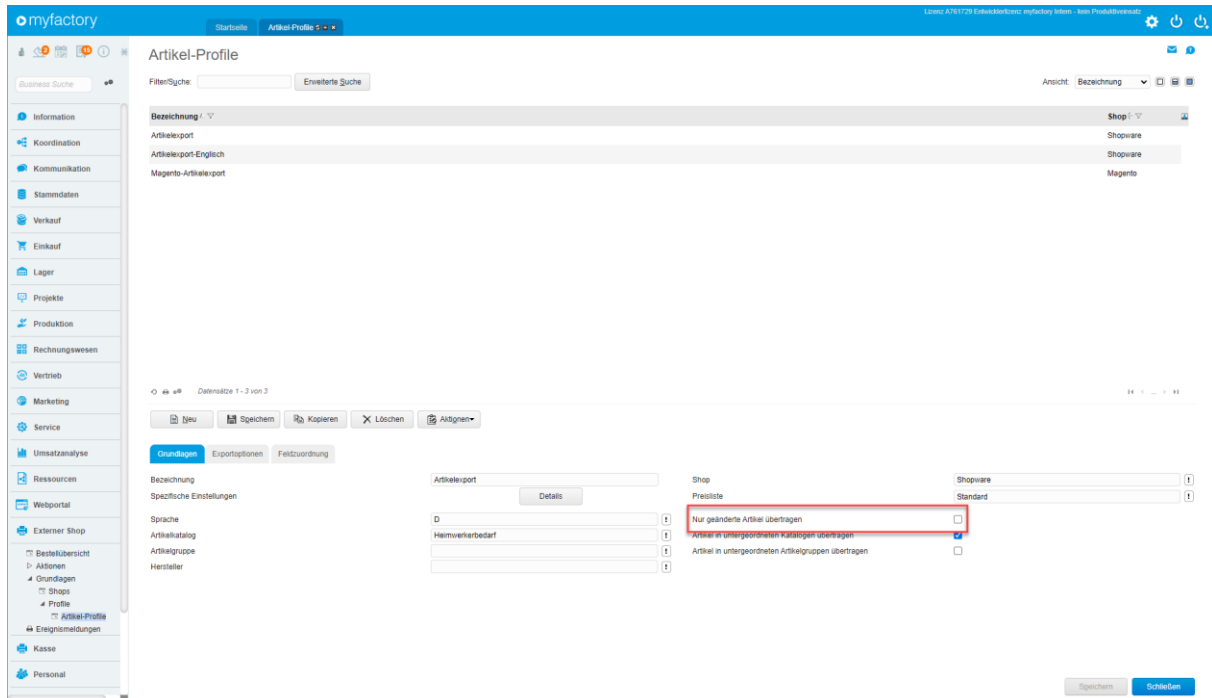 Lizenz A761729 Entwicklerlizenz myfactory Intern - kein Produktiveinsatz
myfactory
Startseite Artikel-Profile
2 15
Artikel-Profile
Business Suche
Filter/Suche: Erweiterte Suche Ansicht: Bezeichnung
Information
Koordination
Kommunikation
Stammdaten
Verkauf
Einkauf
Lager
Projekte
Produktion
Rechnungswesen
Vertrieb
Marketing
Service
Umsatzanalyse
Ressourcen
Webportal
Externer Shop
Bestellübersicht
Aktionen
Grundlagen
Shops
Profile
Artikel-Profile
Ereignismeldungen
Kasse
Personal
Bezeichnung Shop
Artikelexport Shopware
Artikelexport-Englisch Shopware
Magento-Artikelexport Magento
Datensätze 1 - 3 von 3 ...
Neu Speichern Kopieren Löschen Aktionen
Grundlagen Exportoptionen Feldzuordnung
Bezeichnung Artikelexport Shop Shopware
Spezifische Einstellungen Details Preisliste Standard
Sprache D Nur geänderte Artikel übertragen
Artikelkatalog Heimwerkerbedarf Artikel in untergeordneten Katalogen übertragen
Artikelgruppe Artikel in untergeordneten Artikelgruppen übertragen
Hersteller
Speichern Schließen